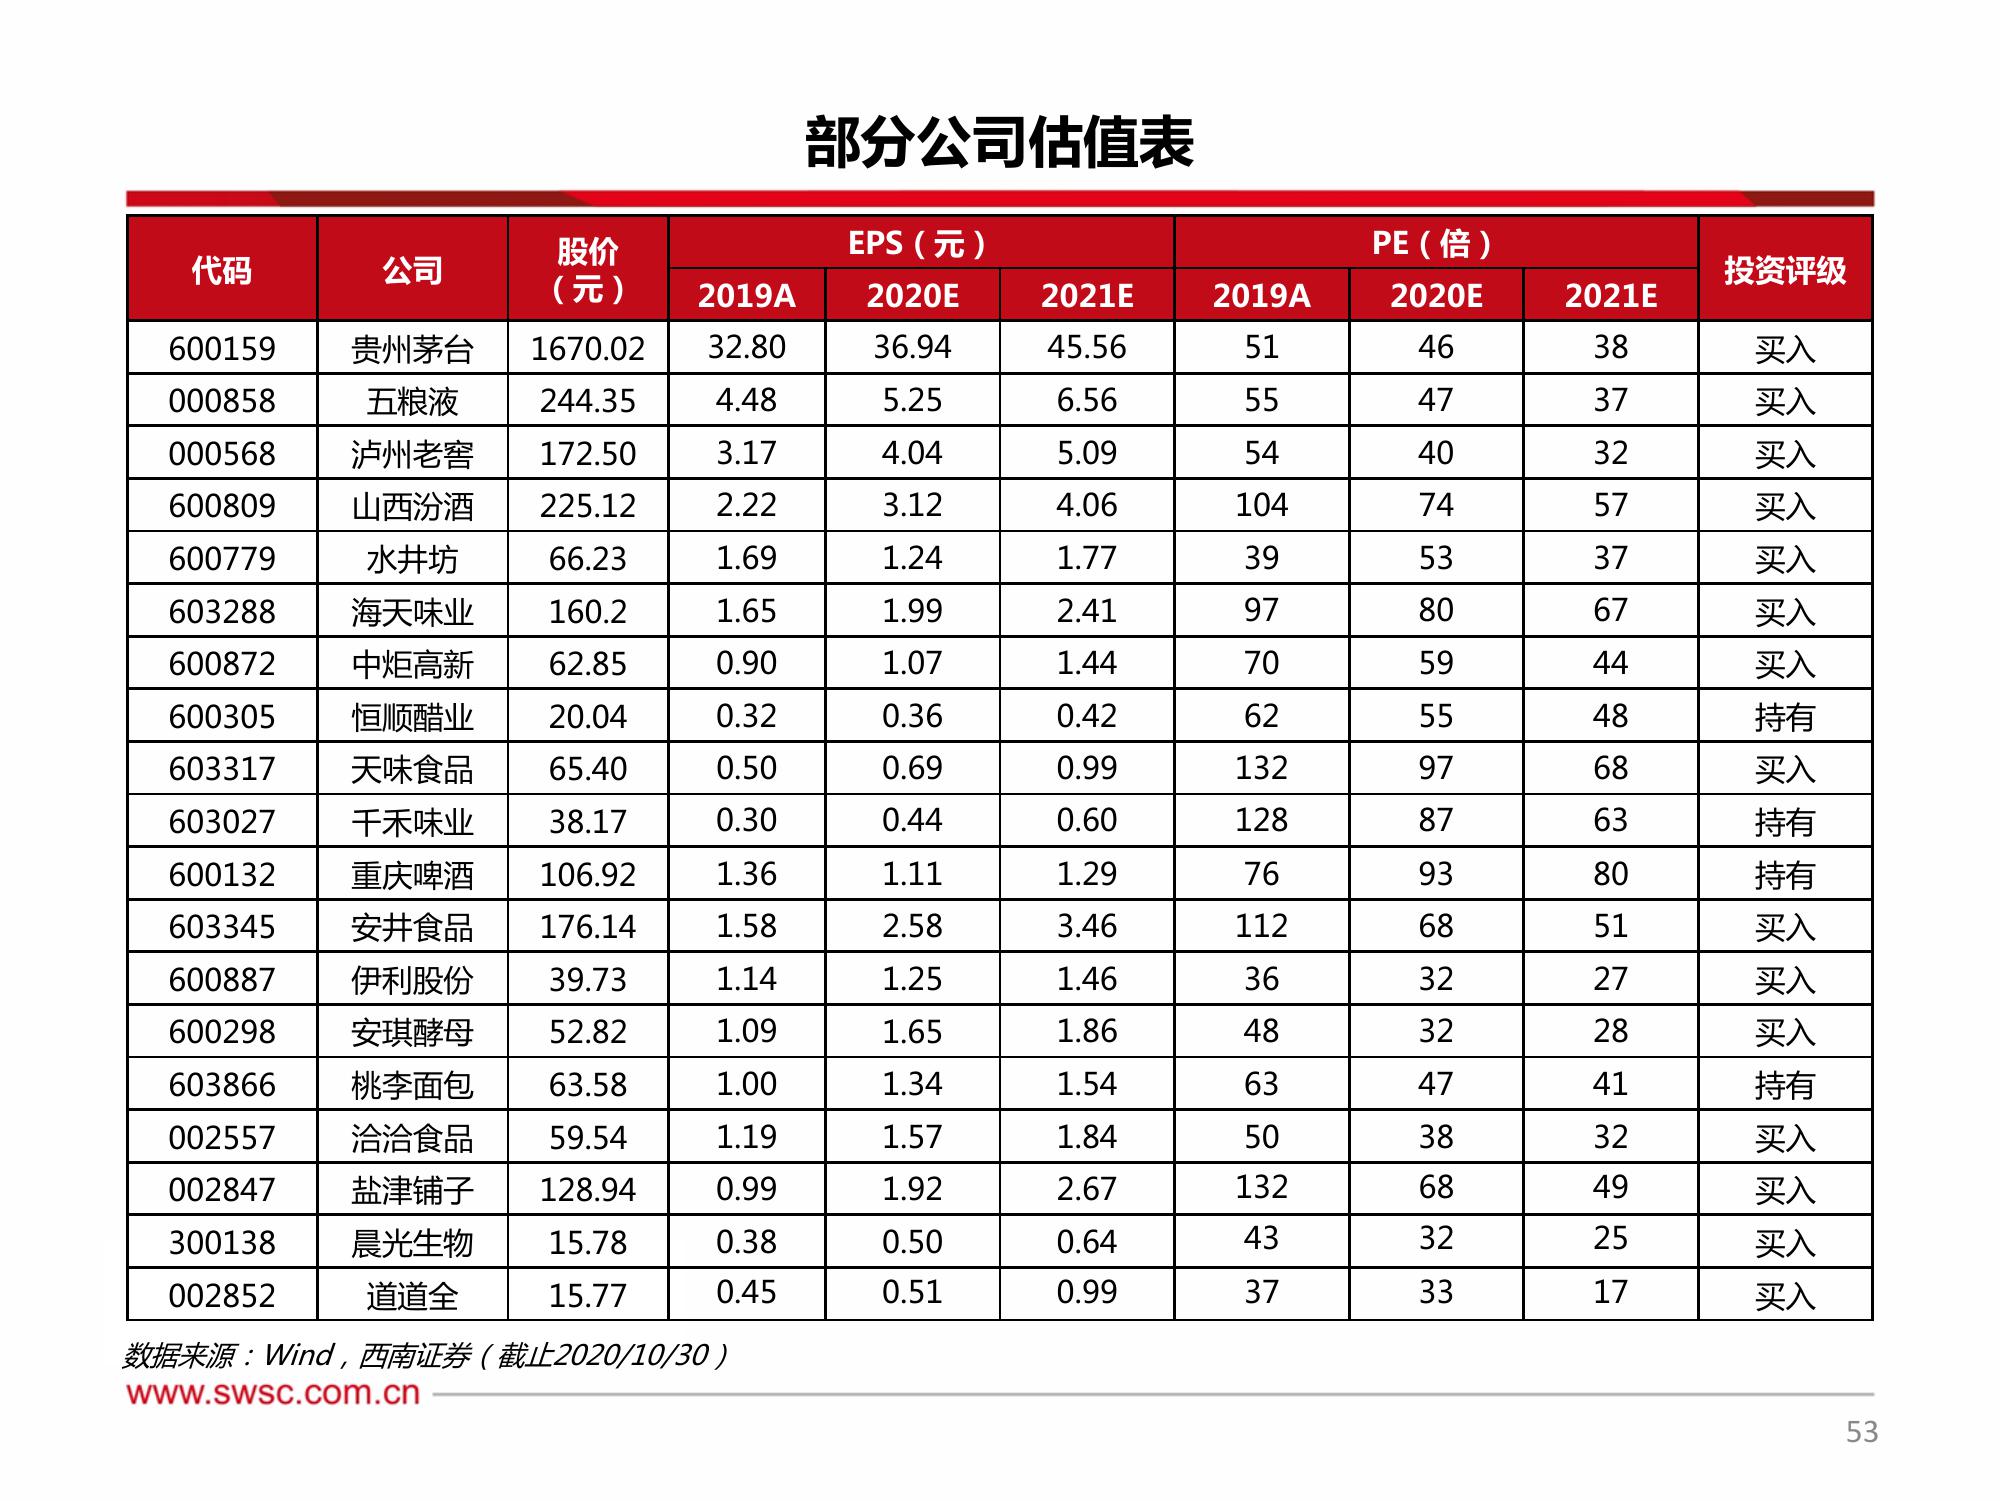 部分公司估值表
代码 公司 股价（元） EPS（元） PE（倍） 投资评级
2019A 2020E 2021E 2019A 2020E 2021E
600159 贵州茅台 1670.02 32.80 36.94 45.56 51 46 38 买入
000858 五粮液 244.35 4.48 5.25 6.56 55 47 37 买入
000568 泸州老窖 172.50 3.17 4.04 5.09 54 40 32 买入
600809 山西汾酒 225.12 2.22 3.12 4.06 104 74 57 买入
600779 水井坊 66.23 1.69 1.24 1.77 39 53 37 买入
603288 海天味业 160.2 1.65 1.99 2.41 97 80 67 买入
600872 中炬高新 62.85 0.90 1.07 1.44 70 59 44 买入
600305 恒顺醋业 20.04 0.32 0.36 0.42 62 55 48 持有
603317 天味食品 65.40 0.50 0.69 0.99 132 97 68 买入
603027 千禾味业 38.17 0.30 0.44 0.60 128 87 63 持有
600132 重庆啤酒 106.92 1.36 1.11 1.29 76 93 80 持有
603345 安井食品 176.14 1.58 2.58 3.46 112 68 51 买入
600887 伊利股份 39.73 1.14 1.25 1.46 36 32 27 买入
600298 安琪酵母 52.82 1.09 1.65 1.86 48 32 28 买入
603866 桃李面包 63.58 1.00 1.34 1.54 63 47 41 持有
002557 洽洽食品 59.54 1.19 1.57 1.84 50 38 32 买入
002847 盐津铺子 128.94 0.99 1.92 2.67 132 68 49 买入
300138 晨光生物 15.78 0.38 0.50 0.64 43 32 25 买入
002852 道道全 15.77 0.45 0.51 0.99 37 33 17 买入
数据来源：Wind，西南证券（截止2020/10/30）
www.swsc.com.cn
53